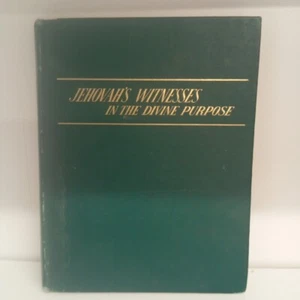 JEHOVAH'S WITNESSES
IN THE DIVINE PURPOSE